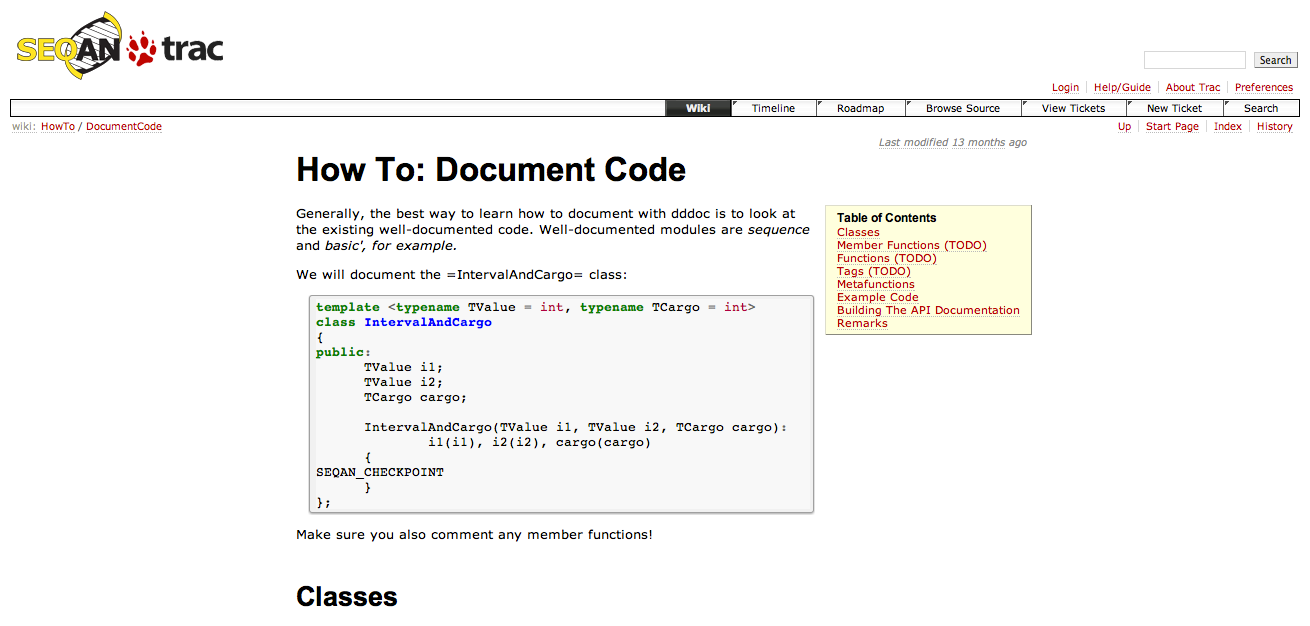 SEQAN trac
Search
Login Help/Guide About Trac Preferences
Wiki Timeline Roadmap Browse Source View Tickets New Ticket Search
wiki: HowTo / DocumentCode
Up Start Page Index History
Last modified 13 months ago
How To: Document Code
Generally, the best way to learn how to document with dddoc is to look at
the existing well-documented code. Well-documented modules are sequence
and basic', for example.
We will document the =IntervalAndCargo= class:
template <typename TValue = int, typename TCargo = int>
class IntervalAndCargo
{
public:
TValue i1;
TValue i2;
TCargo cargo;
IntervalAndCargo(TValue i1, TValue i2, TCargo cargo):
i1(i1), i2(i2), cargo(cargo)
{
SEQAN_CHECKPOINT
}
};
Make sure you also comment any member functions!
Table of Contents
Classes
Member Functions (TODO)
Functions (TODO)
Tags (TODO)
Metafunctions
Example Code
Building The API Documentation
Remarks
Classes